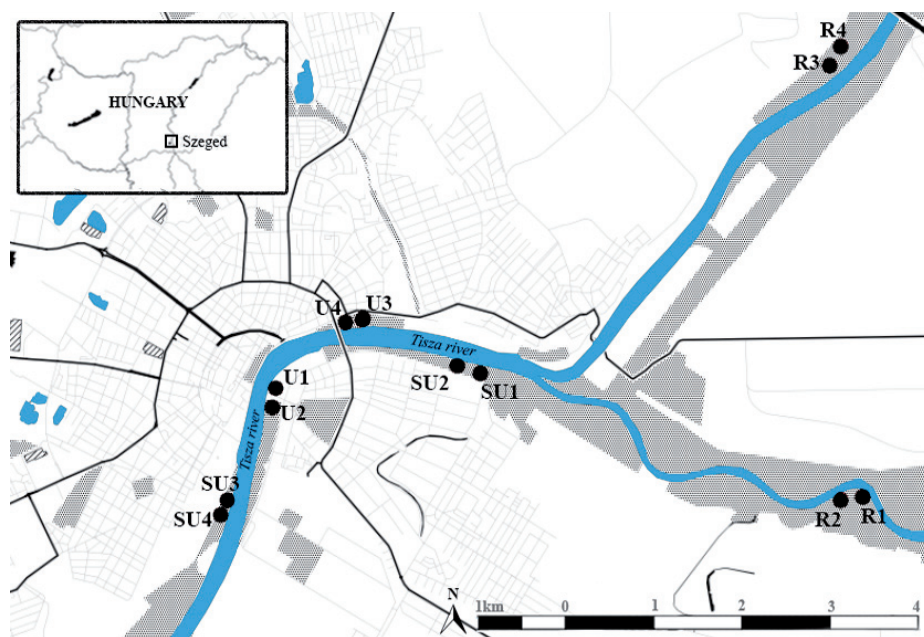 HUNGARY
Szeged
R4
R3
U4
U3
Tisza river
SU2
SU1
U1
U2
Tisza river
SU3
SU4
R2
R1
N
1km
0
1
2
3
4